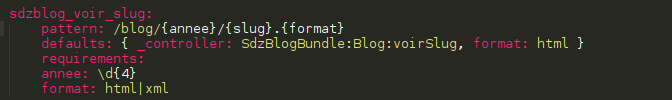 sdzblog_voir_slug:
    pattern: /blog/{annee}/{slug}.{format}
    defaults: { _controller: SdzBlogBundle:Blog:voirSlug, format: html }
    requirements:
    annee: \d{4}
    format: html|xml